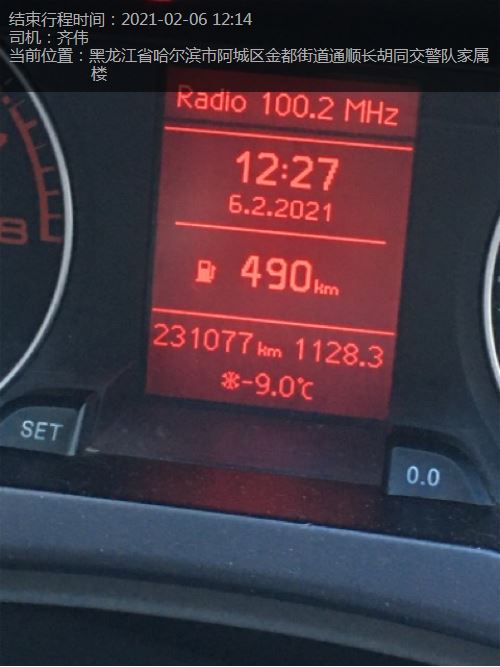 结束行程时间：2021-02-06 12:14
司机：齐伟
当前位置：黑龙江省哈尔滨市阿城区金都街道通顺长胡同交警队家属
楼
Radio 100.2 MHz
12:27
6.2.2021
490km
231077km 1128.3
-9.0℃
8
SET
0.0